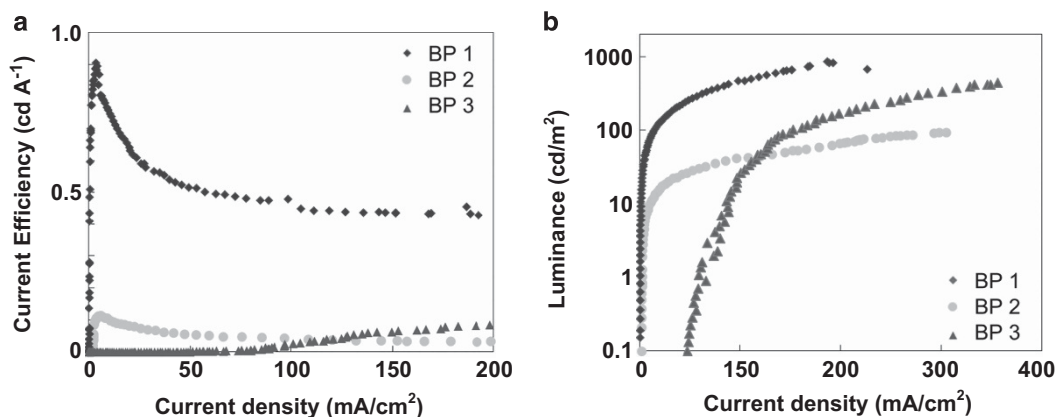 a
Current Efficiency (cd A⁻¹)
1.0
0.5
0
BP 1
BP 2
BP 3
0 50 100 150 200
Current density (mA/cm²)
b
Luminance (cd/m²)
1000
100
10
1
0.1
BP 1
BP 2
BP 3
0 150 200 300 400
Current density (mA/cm²)